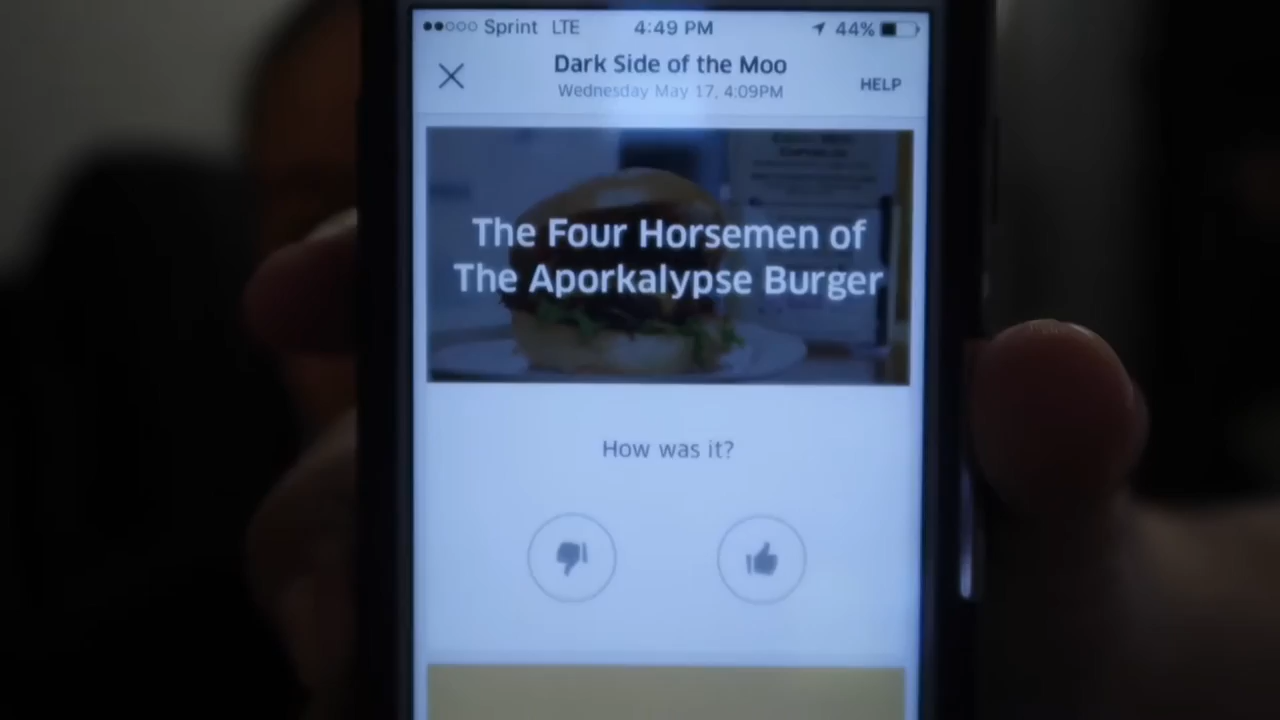 Sprint LTE 4:49 PM 44%
Dark Side of the Moo
Wednesday May 17, 4:09PM
HELP
The Four Horsemen of
The Aporkalypse Burger
How was it?